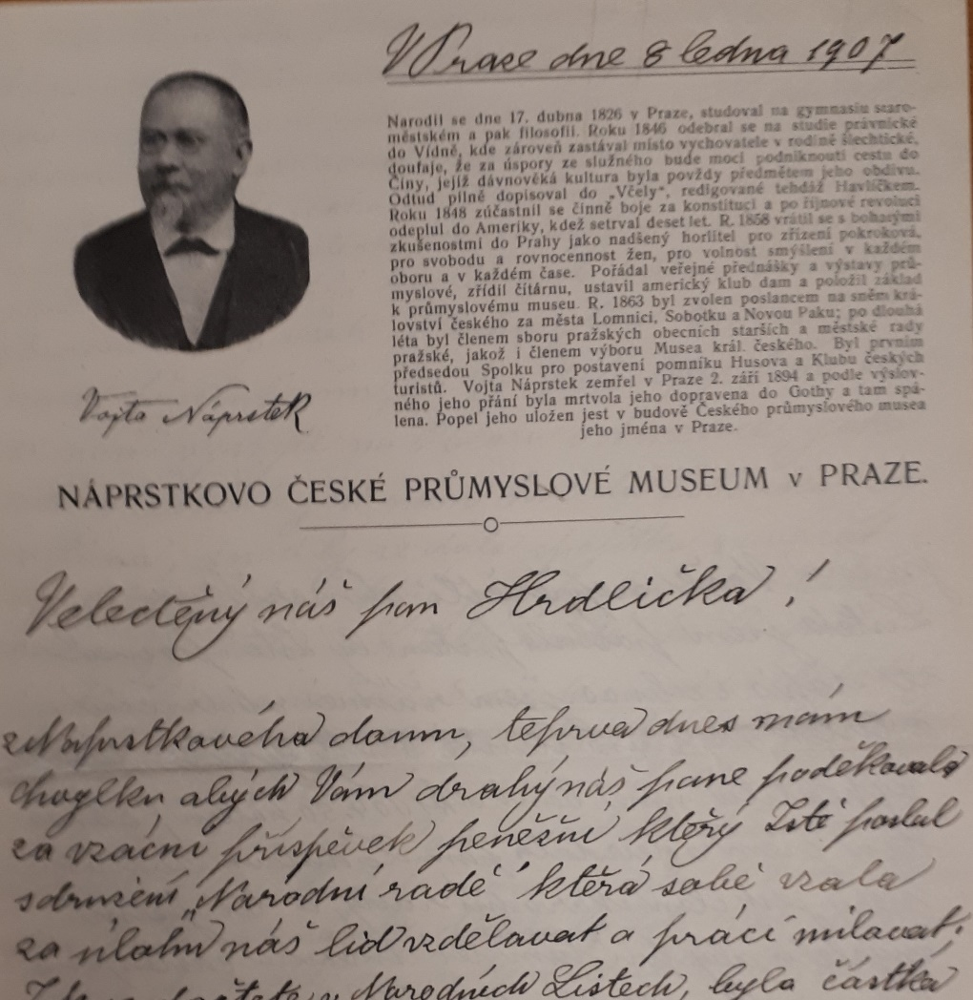 V Praze dne 8 ledna 1907
Narodil se dne 17. dubna 1826 v Praze, studoval na gymnasiu staro-
městském a pak filosofii. Roku 1846 odebral se na studie právnické
do Vídně, kde zároveň zastával místo vychovatele v rodině šlechtické,
doufaje, že za úspory ze služného bude moci podniknouti cestu do
Číny, jejíž dávnověká kultura byla povždy předmětem jeho obdivu.
Odtud pilně dopisoval do „Včely“, redigované tehdáž Havlíčkem.
Roku 1848 zúčastnil se činně boje za konstituci a po říjnové revoluci
odeplul do Ameriky, kdež setrval deset let. R. 1858 vrátil se s bohatými
zkušenostmi do Prahy jako nadšený horlitel pro zřízení pokroková,
pro svobodu a rovnocennost žen, pro volnost smýšlení v každém
oboru a v každém čase. Pořádal veřejné přednášky a výstavy prů-
myslové, zřídil čítárnu, ustavil americký klub dam a položil základ
k průmyslovému museu. R. 1863 byl zvolen poslancem na sněm krá-
lovství českého za města Lomnici, Sobotku a Novou Paku; po dlouhá
léta byl členem sboru pražských obecních starších a městské rady
pražské, jakož i členem výboru Musea král. českého. Byl prvním
předsedou Spolku pro postavení pomníku Husova a Klubu českých
turistů. Vojta Náprstek zemřel v Praze 2. září 1894 a podle výslov-
ného jeho přání byla mrtvola jeho dopravena do Gothy a tam spá-
lena. Popel jeho uložen jest v budově Českého průmyslového musea
jeho jména v Praze.
Vojta Náprstek
NÁPRSTKOVO ČESKÉ PRŮMYSLOVÉ MUSEUM v PRAZE.
Velectěný náš pan Hrdlička!
z Naprstkového domu, teprva dnes mám
chvylku abých Vám drahý náš pane poděkovala
za vzácni příspěvek peněžní který Istě poslal
sdruženi „Narodní radě“ která sobě vzala
za úlohu náš lid vzdělavat a prácí milavat;
v Narodních Listech, byla částka